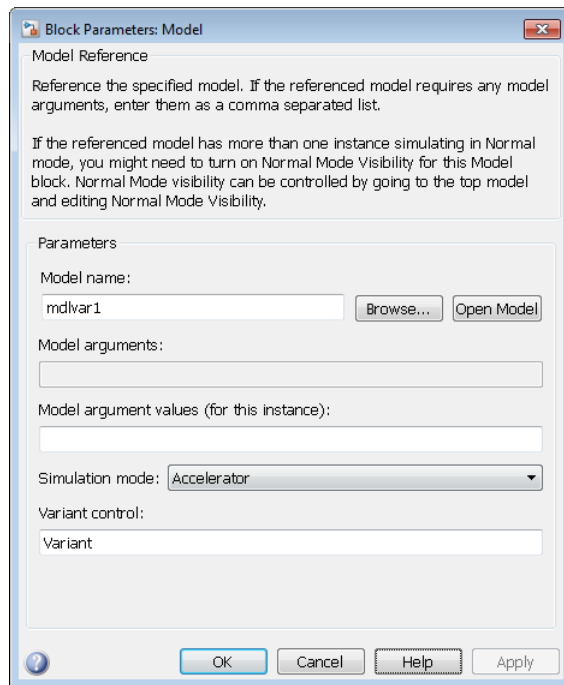 Block Parameters: Model
Model Reference
Reference the specified model. If the referenced model requires any model
arguments, enter them as a comma separated list.
If the referenced model has more than one instance simulating in Normal
mode, you might need to turn on Normal Mode Visibility for this Model
block. Normal Mode visibility can be controlled by going to the top model
and editing Normal Mode Visibility.
Parameters
Model name:
mdlvar1 Browse... Open Model
Model arguments:
Model argument values (for this instance):
Simulation mode: Accelerator
Variant control:
Variant
? OK Cancel Help Apply